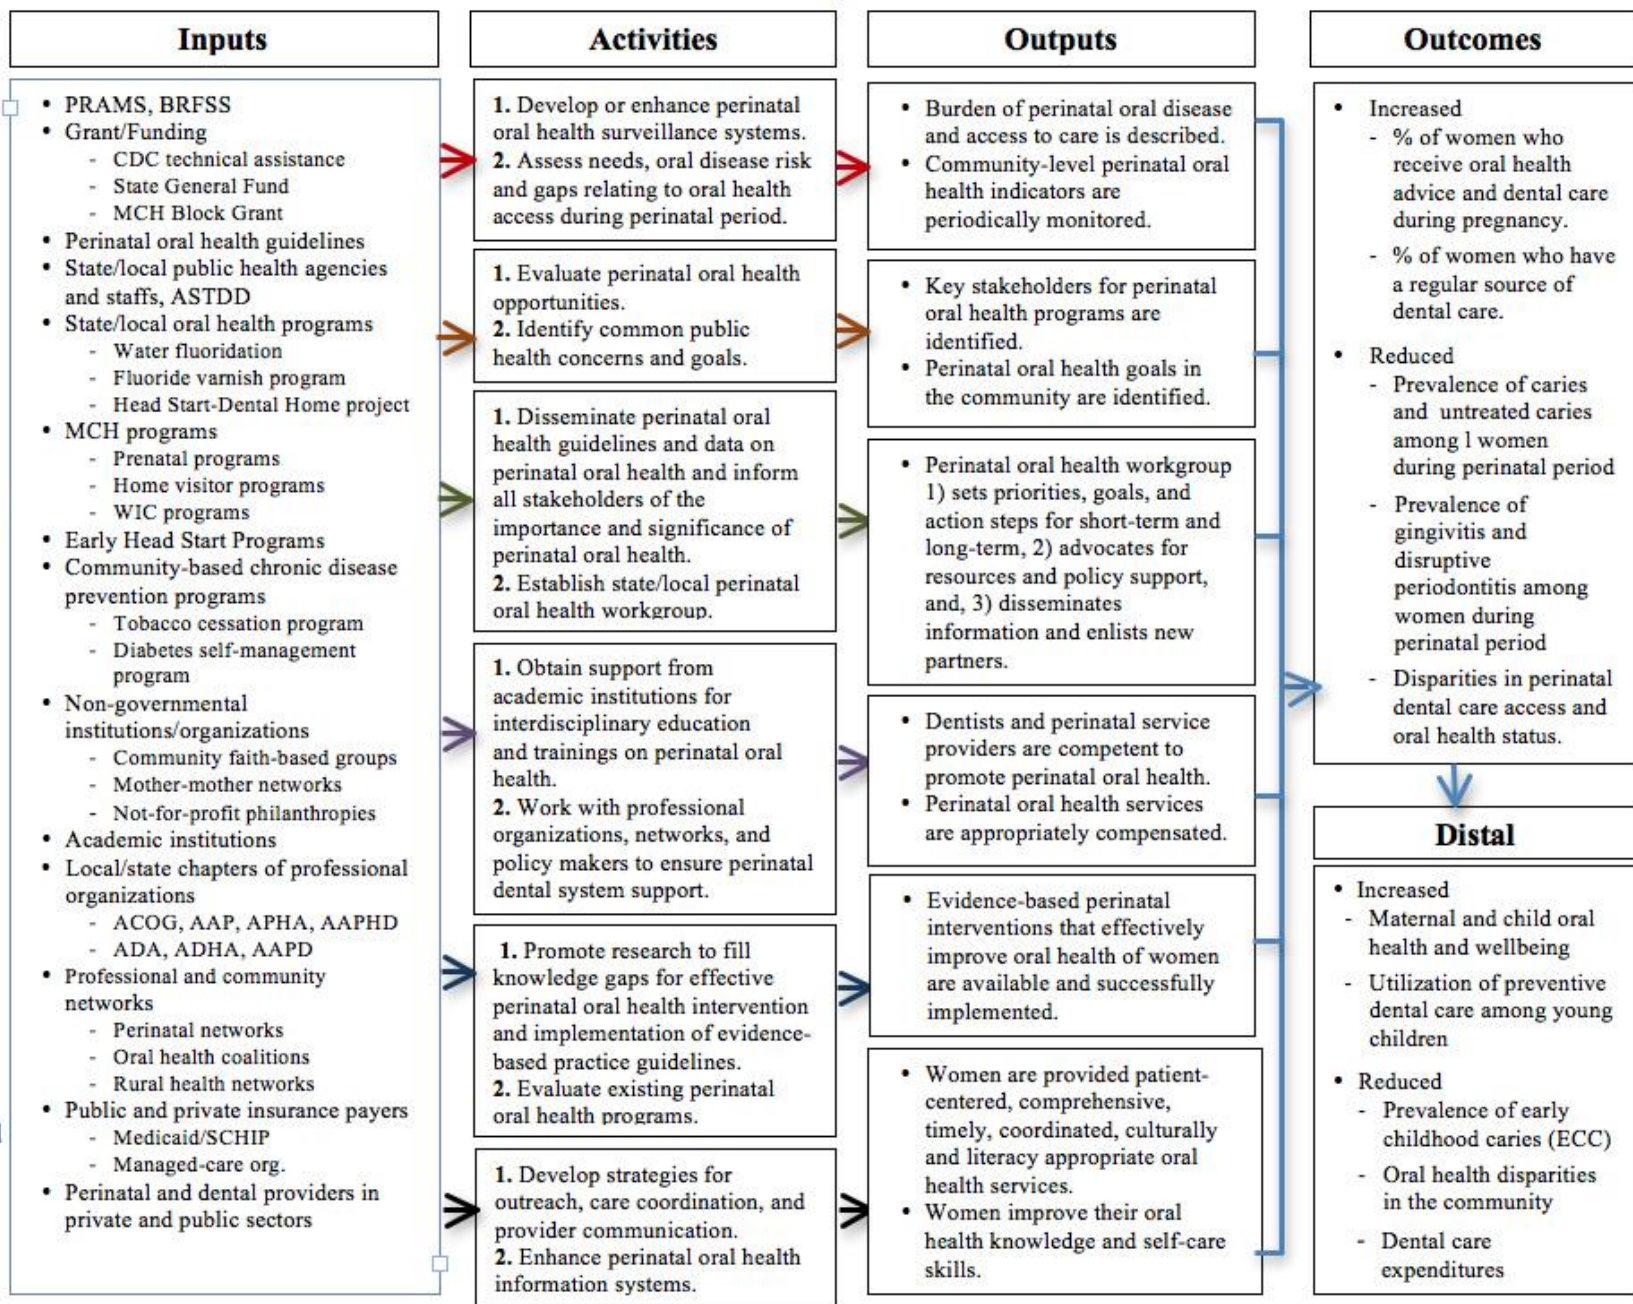 Inputs
• PRAMS, BRFSS
• Grant/Funding
- CDC technical assistance
- State General Fund
- MCH Block Grant
• Perinatal oral health guidelines
• State/local public health agencies
and staffs, ASTDD
• State/local oral health programs
- Water fluoridation
- Fluoride varnish program
- Head Start-Dental Home project
• MCH programs
- Prenatal programs
- Home visitor programs
- WIC programs
• Early Head Start Programs
• Community-based chronic disease
prevention programs
- Tobacco cessation program
- Diabetes self-management
program
• Non-governmental
institutions/organizations
- Community faith-based groups
- Mother-mother networks
- Not-for-profit philanthropies
• Academic institutions
• Local/state chapters of professional
organizations
- ACOG, AAP, APHA, AAPHD
- ADA, ADHA, AAPD
• Professional and community
networks
- Perinatal networks
- Oral health coalitions
- Rural health networks
• Public and private insurance payers
- Medicaid/SCHIP
- Managed-care org.
• Perinatal and dental providers in
private and public sectors
Activities
1. Develop or enhance perinatal
oral health surveillance systems.
2. Assess needs, oral disease risk
and gaps relating to oral health
access during perinatal period.
1. Evaluate perinatal oral health
opportunities.
2. Identify common public
health concerns and goals.
1. Disseminate perinatal oral
health guidelines and data on
perinatal oral health and inform
all stakeholders of the
importance and significance of
perinatal oral health.
2. Establish state/local perinatal
oral health workgroup.
1. Obtain support from
academic institutions for
interdisciplinary education
and trainings on perinatal oral
health.
2. Work with professional
organizations, networks, and
policy makers to ensure perinatal
dental system support.
1. Promote research to fill
knowledge gaps for effective
perinatal oral health intervention
and implementation of evidence-
based practice guidelines.
2. Evaluate existing perinatal
oral health programs.
1. Develop strategies for
outreach, care coordination, and
provider communication.
2. Enhance perinatal oral health
information systems.
Outputs
• Burden of perinatal oral disease
and access to care is described.
• Community-level perinatal oral
health indicators are
periodically monitored.
• Key stakeholders for perinatal
oral health programs are
identified.
• Perinatal oral health goals in
the community are identified.
• Perinatal oral health workgroup
1) sets priorities, goals, and
action steps for short-term and
long-term, 2) advocates for
resources and policy support,
and, 3) disseminates
information and enlists new
partners.
• Dentists and perinatal service
providers are competent to
promote perinatal oral health.
• Perinatal oral health services
are appropriately compensated.
• Evidence-based perinatal
interventions that effectively
improve oral health of women
are available and successfully
implemented.
• Women are provided patient-
centered, comprehensive,
timely, coordinated, culturally
and literacy appropriate oral
health services.
• Women improve their oral
health knowledge and self-care
skills.
Outcomes
• Increased
- % of women who
receive oral health
advice and dental care
during pregnancy.
- % of women who have
a regular source of
dental care.
• Reduced
- Prevalence of caries
and untreated caries
among l women
during perinatal period
- Prevalence of
gingivitis and
disruptive
periodontitis among
women during
perinatal period
- Disparities in perinatal
dental care access and
oral health status.
Distal
• Increased
- Maternal and child oral
health and wellbeing
- Utilization of preventive
dental care among young
children
• Reduced
- Prevalence of early
childhood caries (ECC)
- Oral health disparities
in the community
- Dental care
expenditures